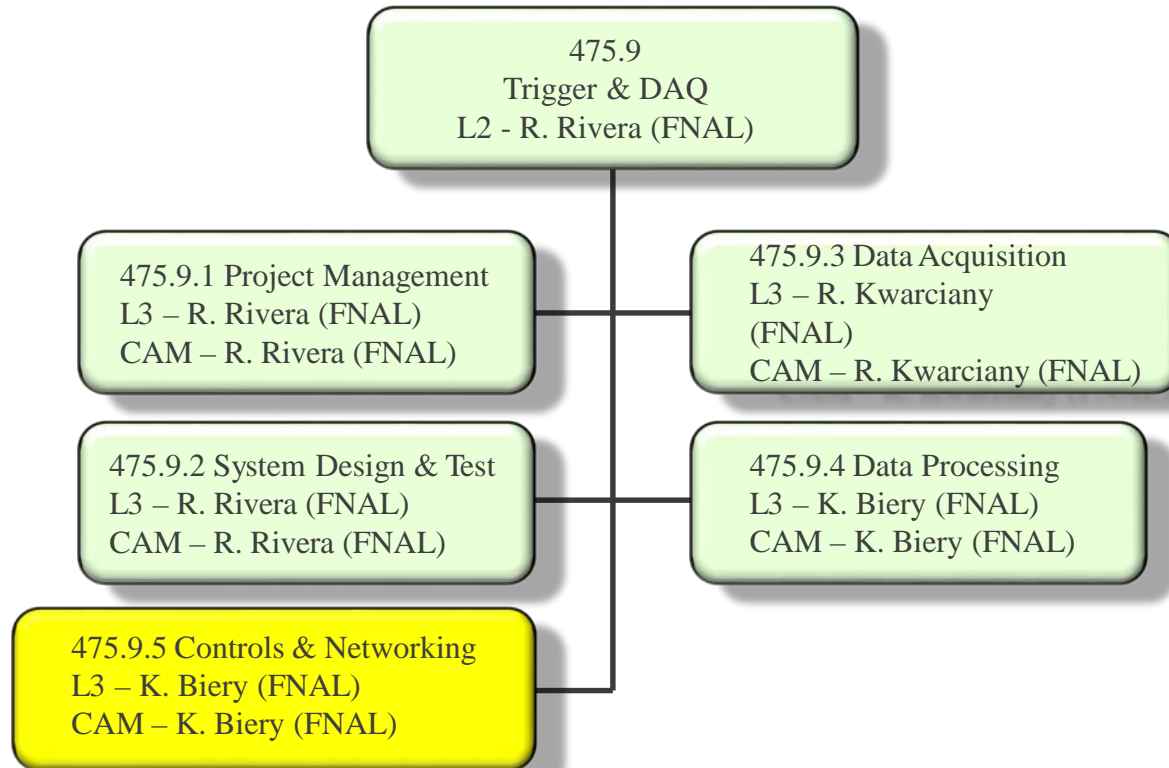 475.9
Trigger & DAQ
L2 - R. Rivera (FNAL)
475.9.1 Project Management
L3 – R. Rivera (FNAL)
CAM – R. Rivera (FNAL)
475.9.3 Data Acquisition
L3 – R. Kwarciany
(FNAL)
CAM – R. Kwarciany (FNAL)
475.9.2 System Design & Test
L3 – R. Rivera (FNAL)
CAM – R. Rivera (FNAL)
475.9.4 Data Processing
L3 – K. Biery (FNAL)
CAM – K. Biery (FNAL)
475.9.5 Controls & Networking
L3 – K. Biery (FNAL)
CAM – K. Biery (FNAL)